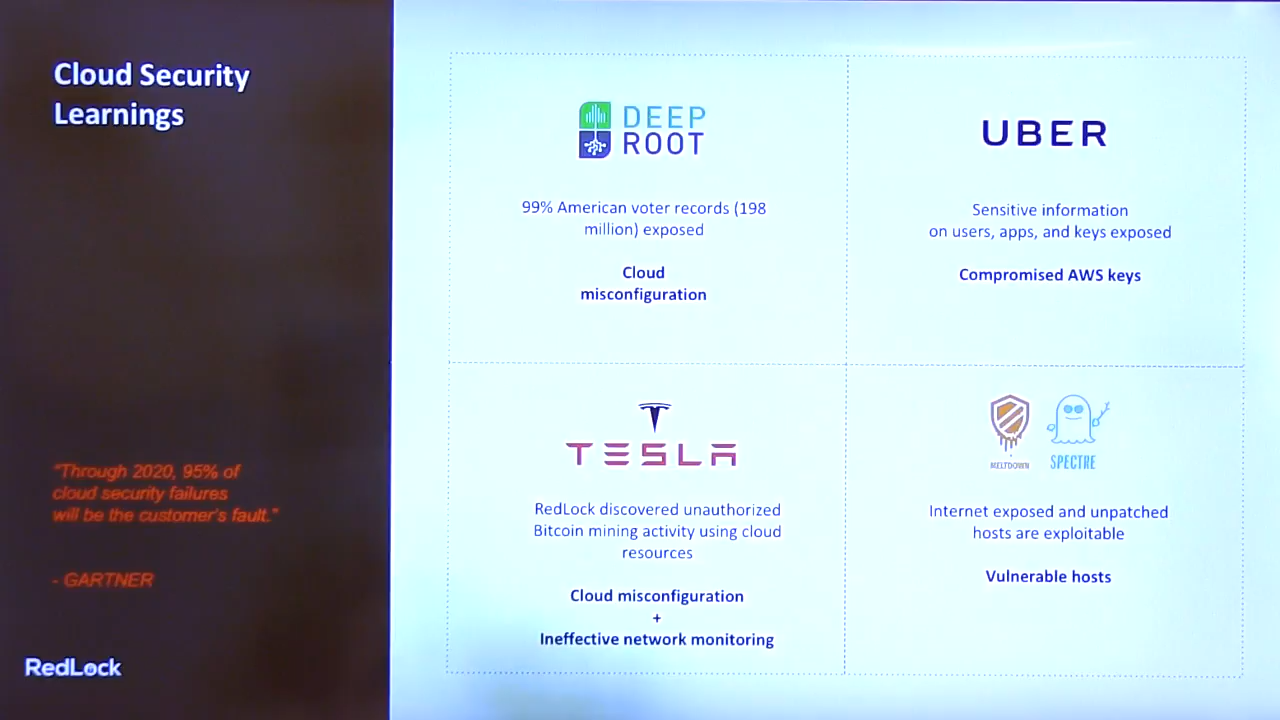 Cloud Security
Learnings
"Through 2020, 95% of
cloud security failures
will be the customer's fault."
- GARTNER
RedLock
DEEP
ROOT
99% American voter records (198
million) exposed
Cloud
misconfiguration
UBER
Sensitive information
on users, apps, and keys exposed
Compromised AWS keys
TESLA
RedLock discovered unauthorized
Bitcoin mining activity using cloud
resources
Cloud misconfiguration
+
Ineffective network monitoring
MELTDOWN
SPECTRE
Internet exposed and unpatched
hosts are exploitable
Vulnerable hosts